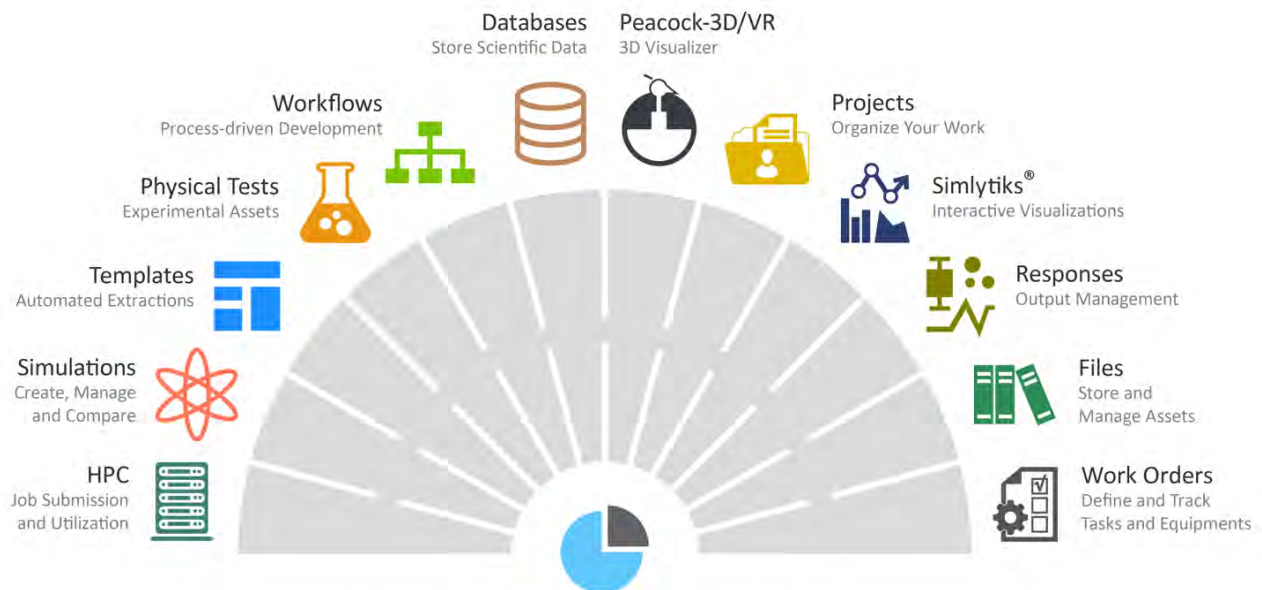 Databases
Store Scientific Data
Peacock-3D/VR
3D Visualizer
Workflows
Process-driven Development
Projects
Organize Your Work
Physical Tests
Experimental Assets
Simlytiks®
Interactive Visualizations
Templates
Automated Extractions
Responses
Output Management
Simulations
Create, Manage
and Compare
Files
Store and
Manage Assets
HPC
Job Submission
and Utilization
Work Orders
Define and Track
Tasks and Equipments